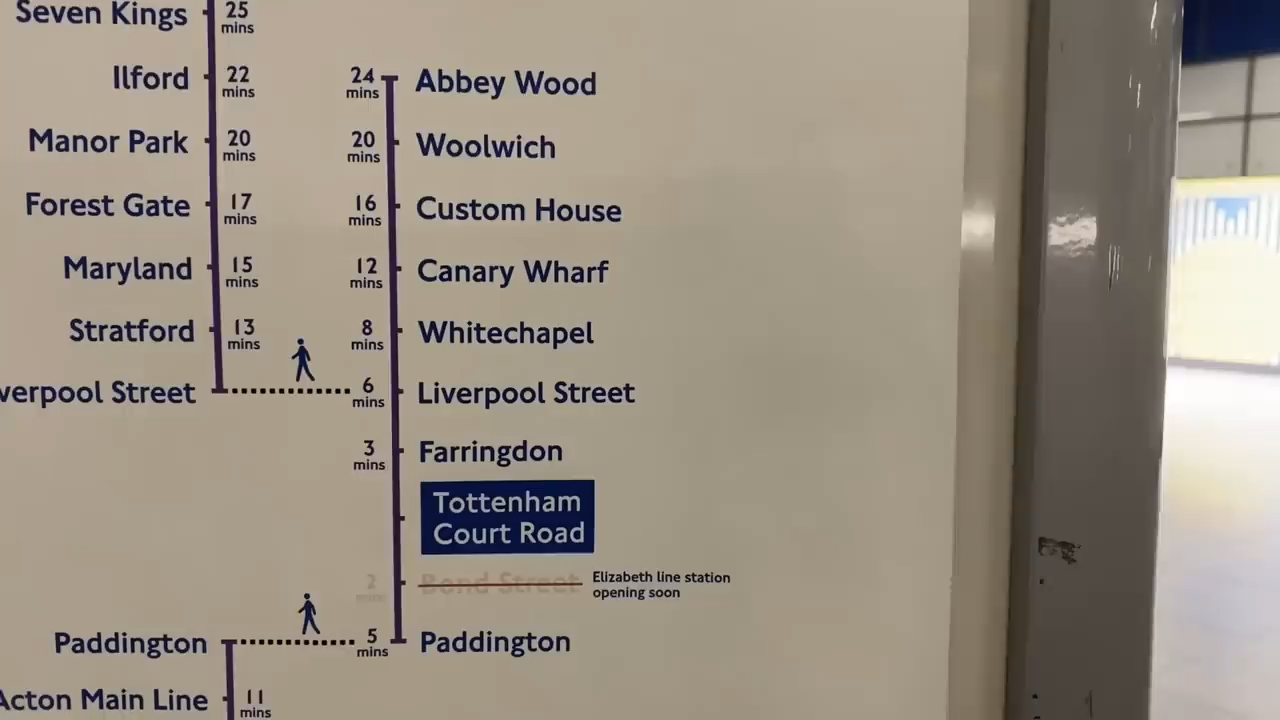 Seven Kings 25
mins
Ilford 22
mins
24
mins
Abbey Wood
Manor Park 20
mins
20
mins
Woolwich
Forest Gate 17
mins
16
mins
Custom House
Maryland 15
mins
12
mins
Canary Wharf
Stratford 13
mins
8
mins
Whitechapel
verpool Street
6
mins
Liverpool Street
3
mins
Farringdon
Tottenham
Court Road
2
mins
Bond Street
Elizabeth line station
opening soon
Paddington
5
mins
Paddington
Acton Main Line 11
mins